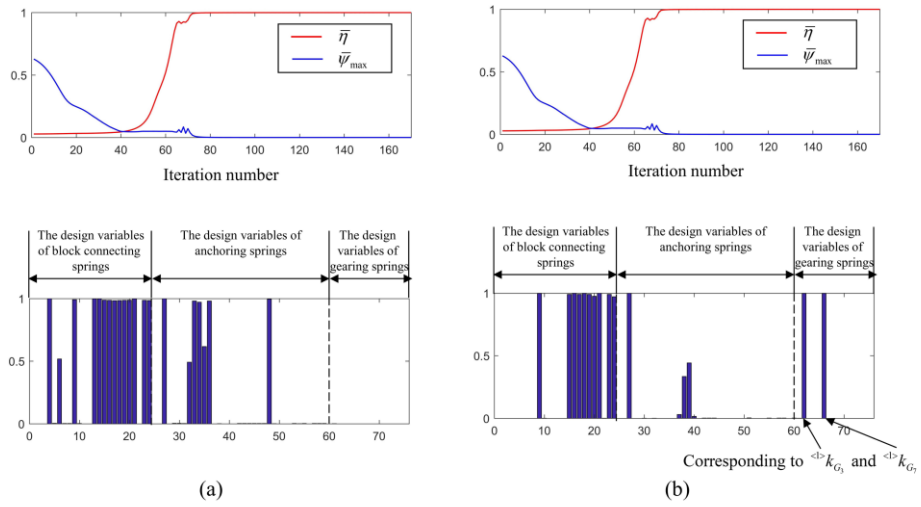 1
0.5
0
η̅
ψ̅max
0 20 40 60 80 100 120 140 160
Iteration number
1
0.5
0
η̅
ψ̅max
0 20 40 60 80 100 120 140 160
Iteration number
The design variables of block connecting springs
The design variables of anchoring springs
The design variables of gearing springs
1
0.5
0
0 10 20 30 40 50 60 70
(a)
The design variables of block connecting springs
The design variables of anchoring springs
The design variables of gearing springs
1
0.5
0
0 10 20 30 40 50 60 70
Corresponding to <1>kG3 and <1>kG7
(b)